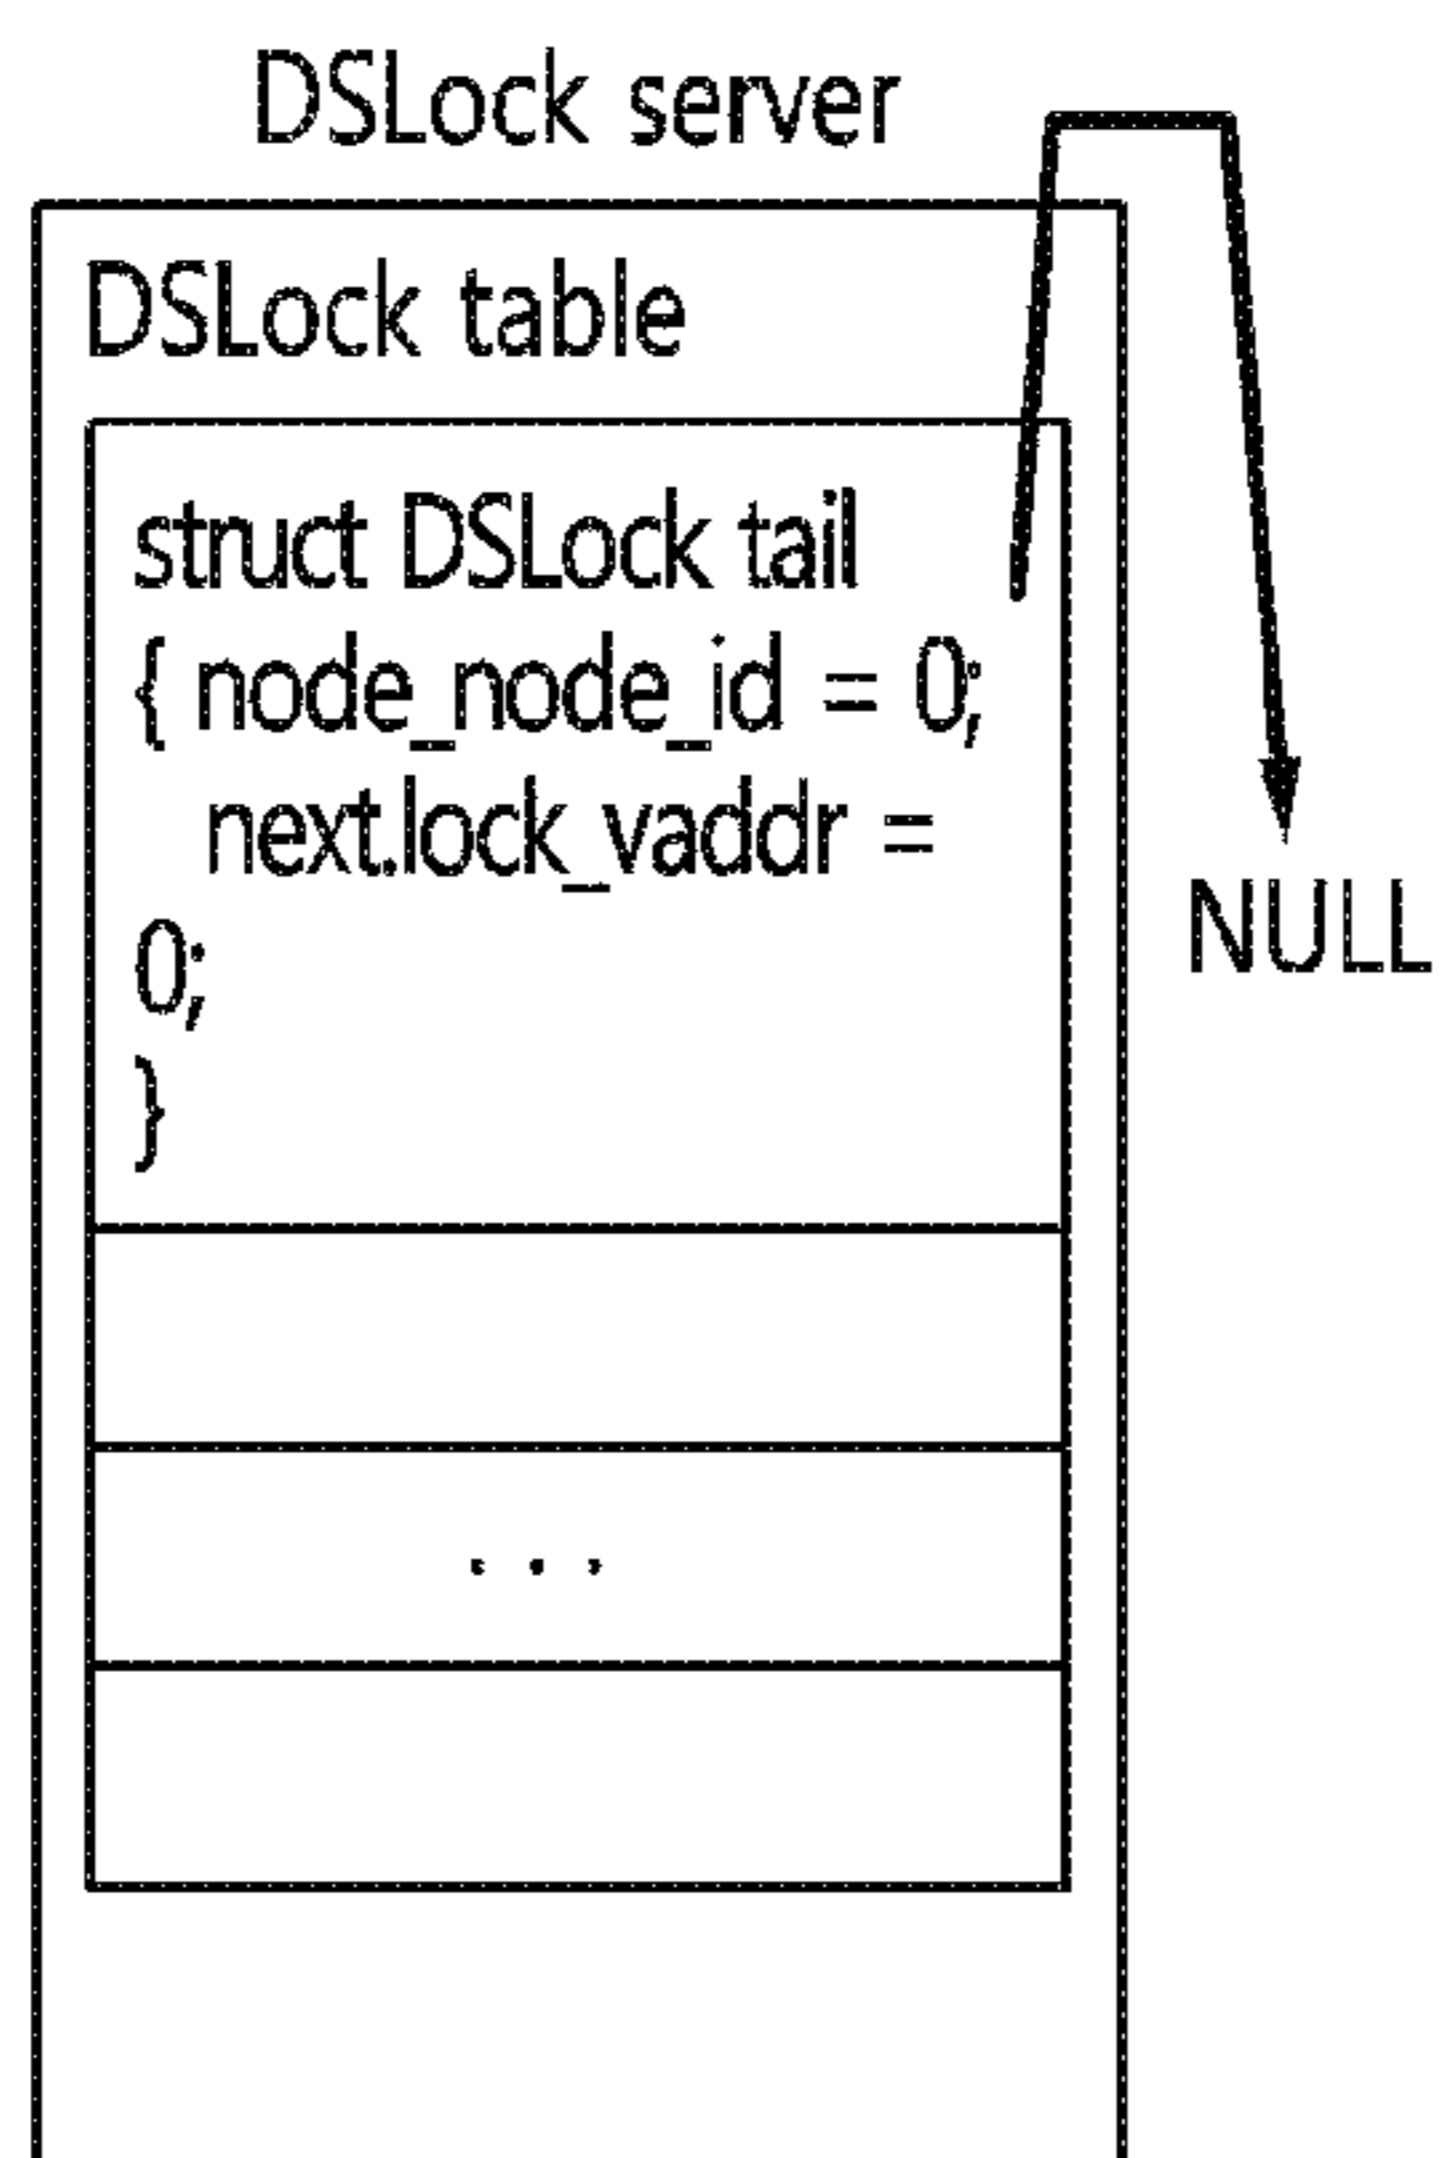 DSLock server
DSLock table
struct DSLock tail
{ node_node_id = 0;
next.lock_vaddr =
0;
}
NULL
. . .